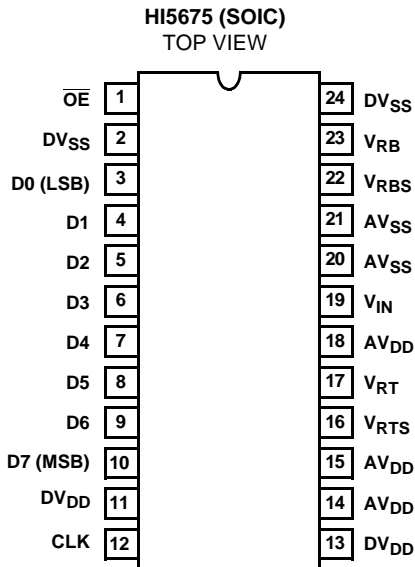 HI5675 (SOIC)
TOP VIEW
OE 1 24 DVSS
DVSS 2 23 VRB
D0 (LSB) 3 22 VRBS
D1 4 21 AVSS
D2 5 20 AVSS
D3 6 19 VIN
D4 7 18 AVDD
D5 8 17 VRT
D6 9 16 VRTS
D7 (MSB) 10 15 AVDD
DVDD 11 14 AVDD
CLK 12 13 DVDD